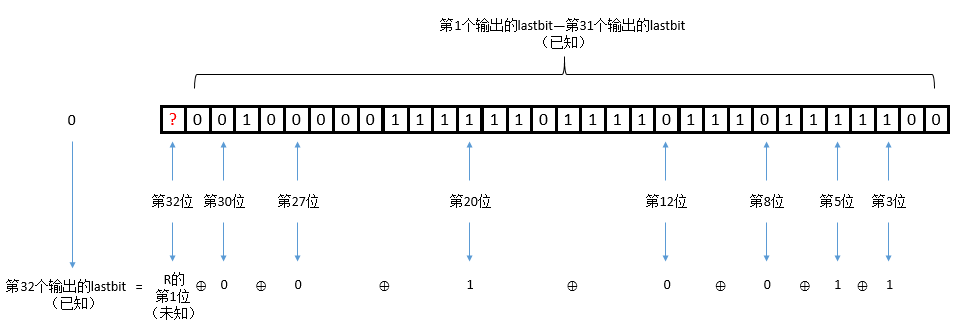 第1个输出的lastbit—第31个输出的lastbit
（已知）
0 ? 0 0 1 0 0 0 0 0 1 1 1 1 1 1 0 1 1 1 1 0 1 1 1 0 1 1 1 1 1 0 0
第32位 第30位 第27位 第20位 第12位 第8位 第5位 第3位
第32个输出的lastbit = R的 ⊕ 0 ⊕ 0 ⊕ 1 ⊕ 0 ⊕ 0 ⊕ 1 ⊕ 1
（已知） 第1位
（未知）